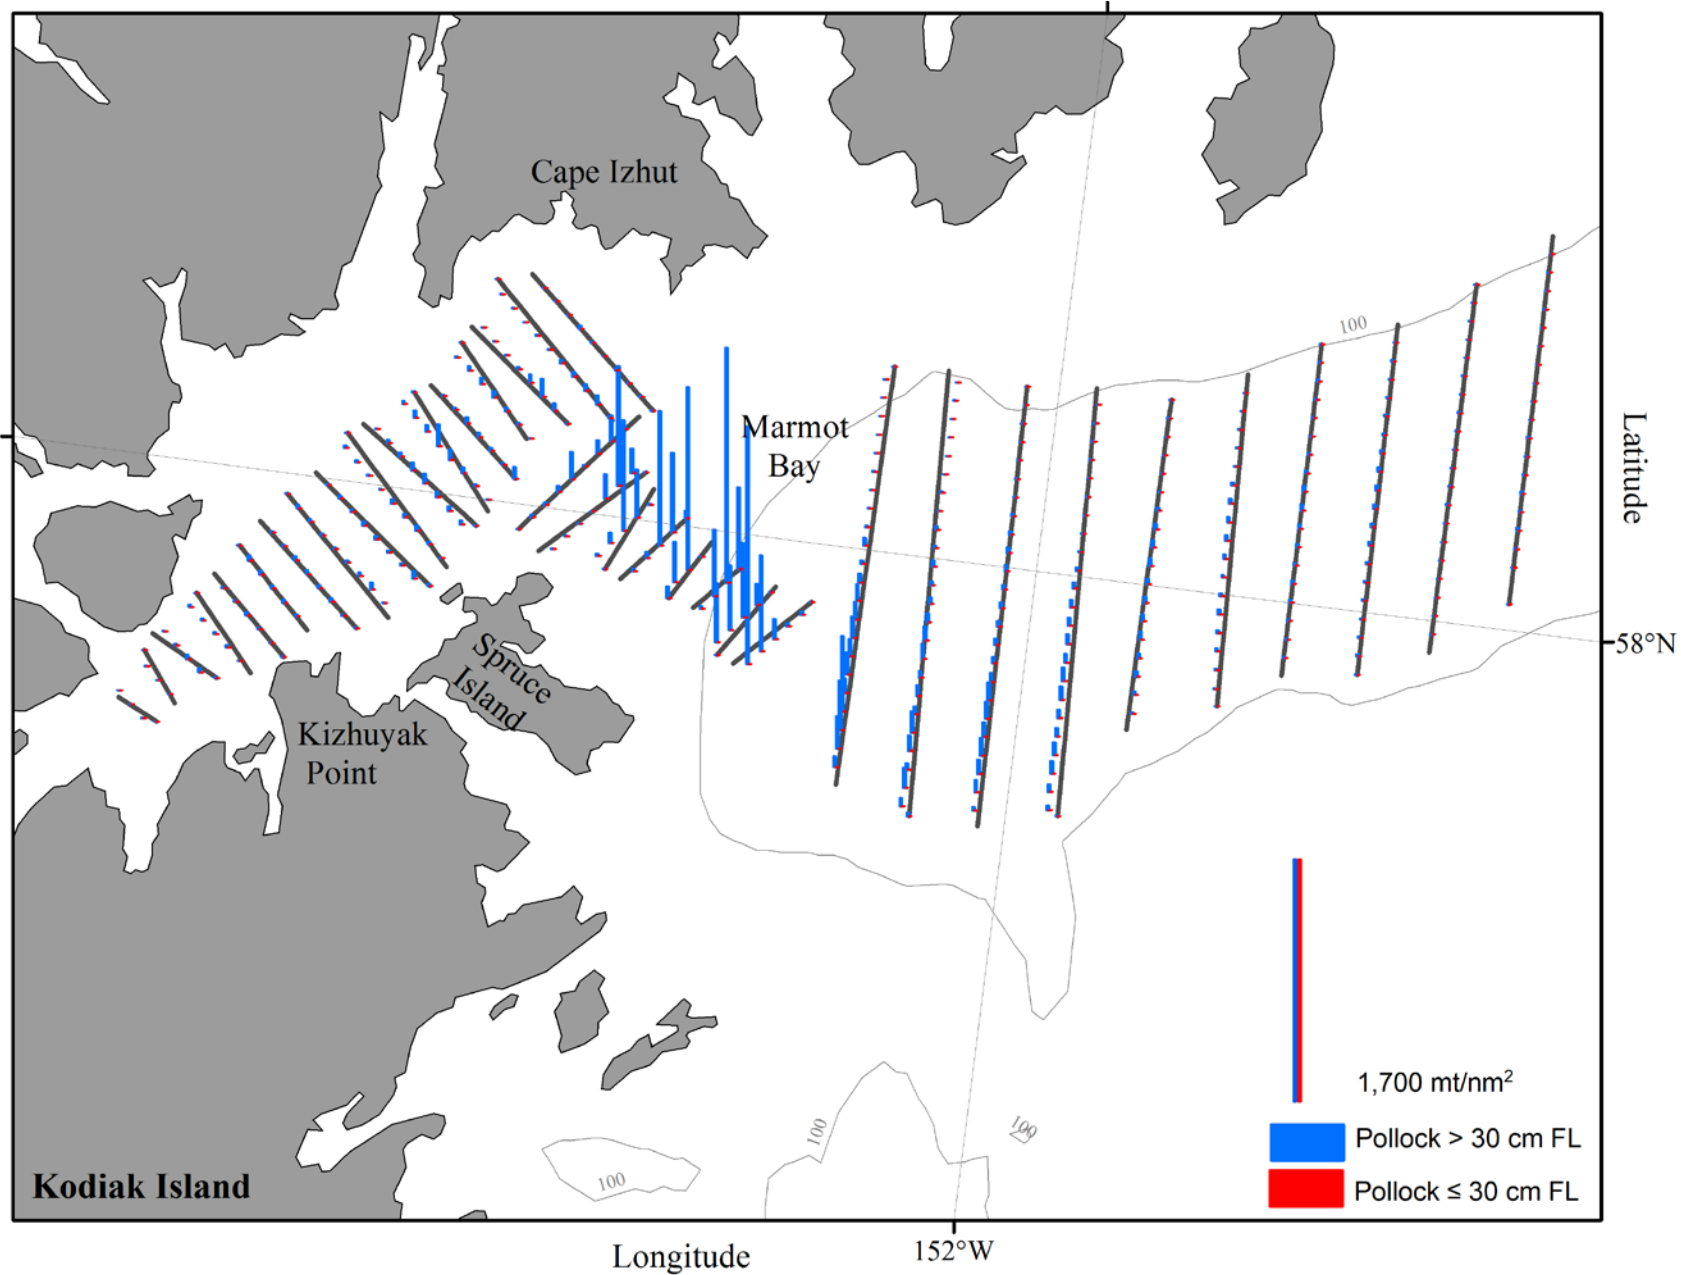 Cape Izhut
100
Marmot
Bay
Latitude
58°N
Spruce
Island
Kizhuyak
Point
1,700 mt/nm²
100
100
Pollock > 30 cm FL
100
Kodiak Island
Pollock ≤ 30 cm FL
Longitude
152°W